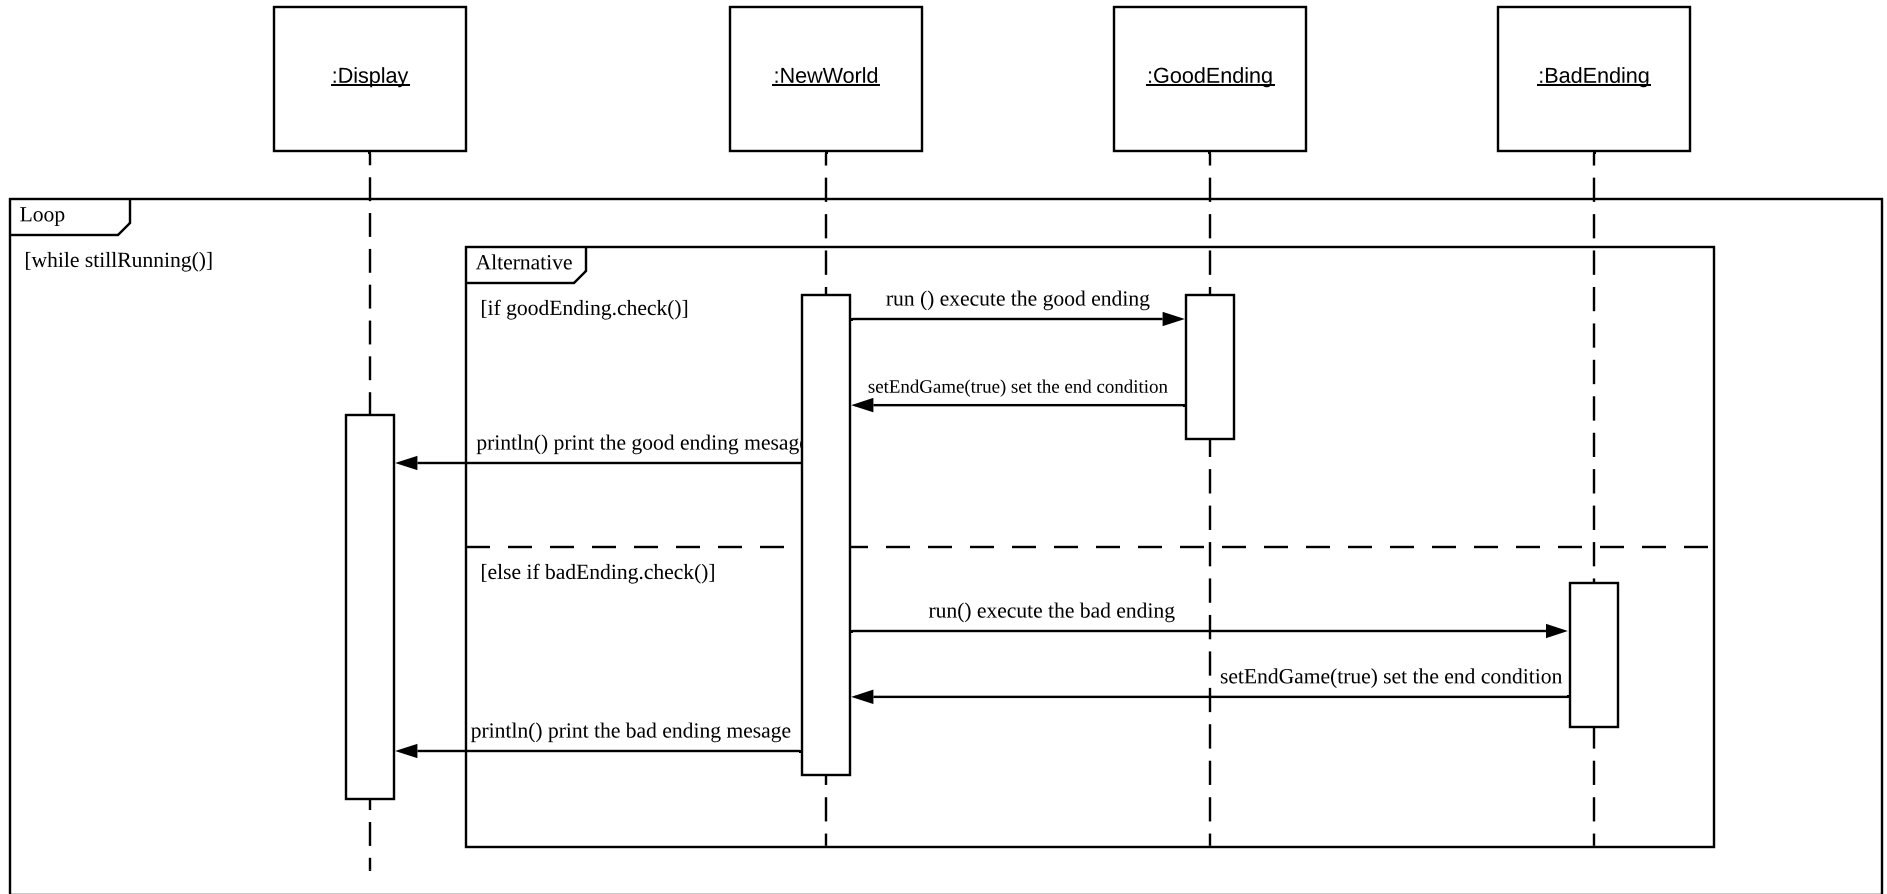 :Display
:NewWorld
:GoodEnding
:BadEnding
Loop
[while stillRunning()]
Alternative
[if goodEnding.check()]
run () execute the good ending
setEndGame(true) set the end condition
println() print the good ending mesag
[else if badEnding.check()]
run() execute the bad ending
setEndGame(true) set the end condition
println() print the bad ending mesage